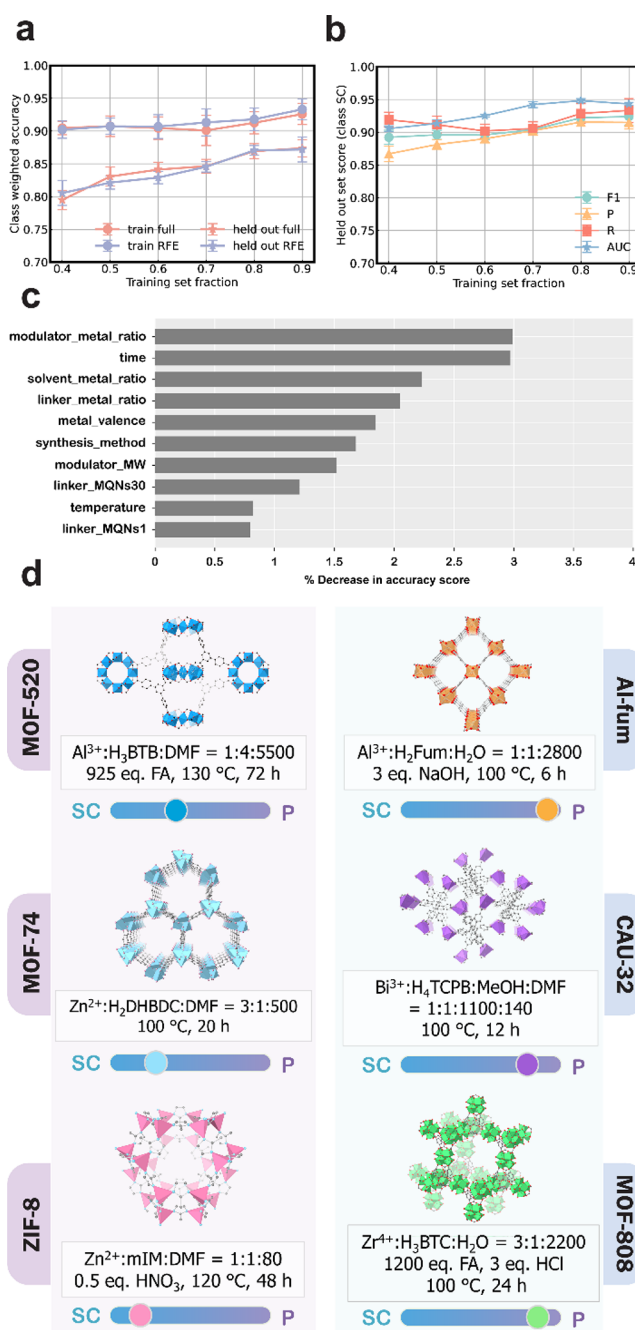 a
Class weighted accuracy
1.00
0.95
0.90
0.85
0.80
0.75
0.70
train full
train RFE
held out full
held out RFE
0.4 0.5 0.6 0.7 0.8 0.9
Training set fraction
b
Held out set score (class SC)
1.00
0.95
0.90
0.85
0.80
0.75
0.70
F1
P
R
AUC
0.4 0.5 0.6 0.7 0.8 0.9
Training set fraction
c
modulator_metal_ratio
time
solvent_metal_ratio
linker_metal_ratio
metal_valence
synthesis_method
modulator_MW
linker_MQNs30
temperature
linker_MQNs1
0 0.5 1 1.5 2 2.5 3 3.5 4
% Decrease in accuracy score
d
MOF-520
Al³⁺:H₃BTB:DMF = 1:4:5500
925 eq. FA, 130 °C, 72 h
SC P
Al-fum
Al³⁺:H₂Fum:H₂O = 1:1:2800
3 eq. NaOH, 100 °C, 6 h
SC P
MOF-74
Zn²⁺:H₂DHBDC:DMF = 3:1:500
100 °C, 20 h
SC P
CAU-32
Bi³⁺:H₄TCPB:MeOH:DMF
= 1:1:1100:140
100 °C, 12 h
SC P
ZIF-8
Zn²⁺:mIM:DMF = 1:1:80
0.5 eq. HNO₃, 120 °C, 48 h
SC P
MOF-808
Zr⁴⁺:H₃BTC:H₂O = 3:1:2200
1200 eq. FA, 3 eq. HCl
100 °C, 24 h
SC P